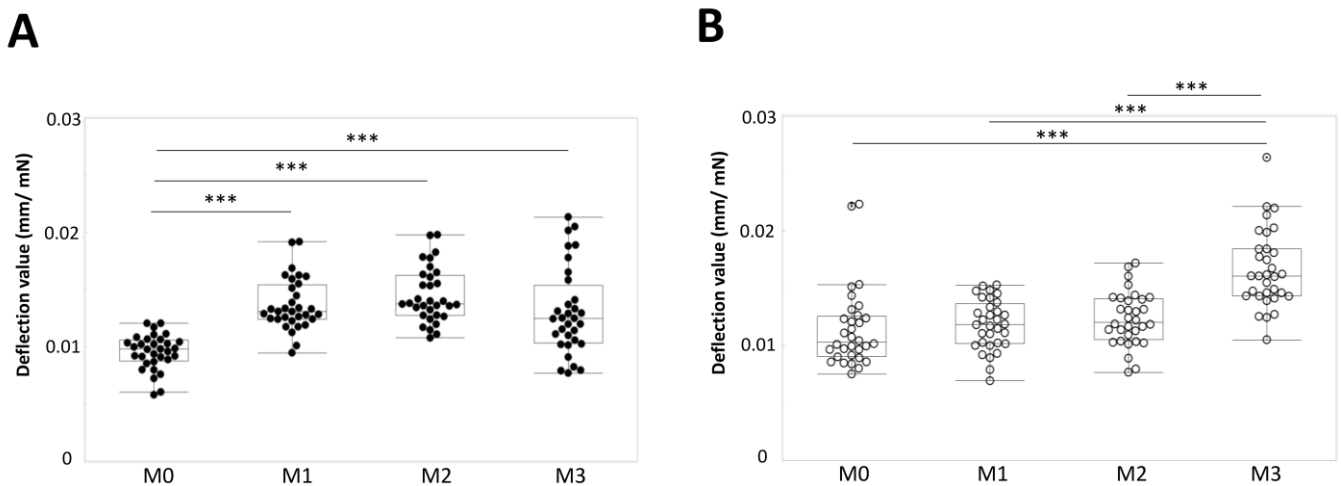 A
Deflection value (mm/ mN)
0.03
0.02
0.01
0
***
***
***
M0 M1 M2 M3
B
Deflection value (mm/ mN)
0.03
0.02
0.01
0
***
***
***
M0 M1 M2 M3